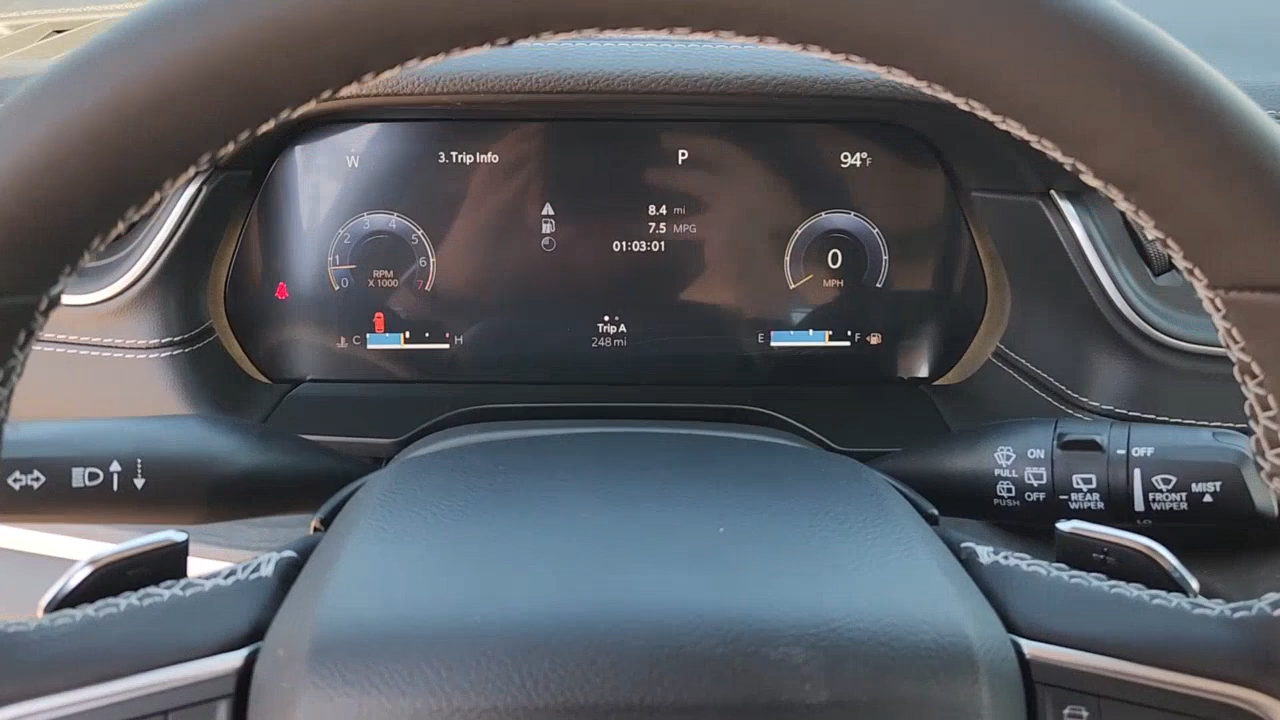 W 3. Trip Info P 94°F
8.4 mi
7.5 MPG
01:03:01
0 1 2 3 4 5 6 7
RPM
X 1000
0
MPH
C H
Trip A
248 mi
E F
PULL
ON
PUSH
OFF
REAR
WIPER
OFF
FRONT
WIPER
MIST